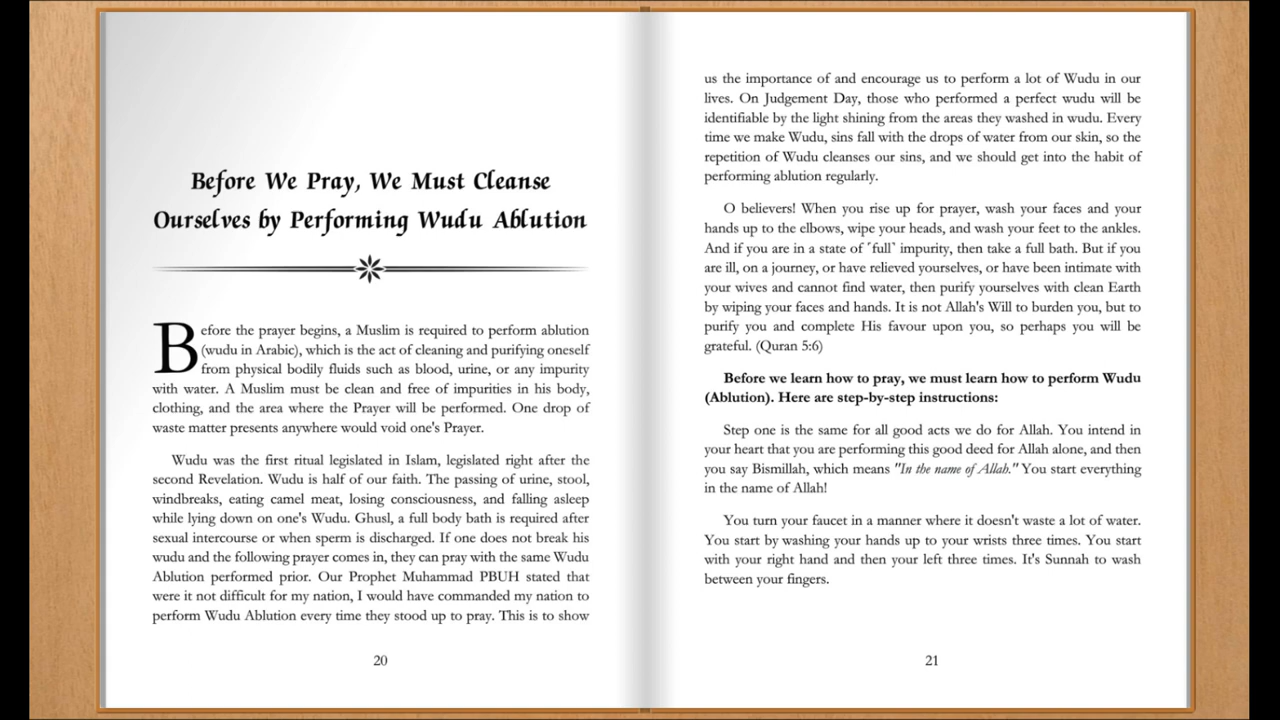 Before We Pray, We Must Cleanse
Ourselves by Performing Wudu Ablution
Before the prayer begins, a Muslim is required to perform ablution
(wudu in Arabic), which is the act of cleaning and purifying oneself
from physical bodily fluids such as blood, urine, or any impurity
with water. A Muslim must be clean and free of impurities in his body,
clothing, and the area where the Prayer will be performed. One drop of
waste matter presents anywhere would void one's Prayer.
Wudu was the first ritual legislated in Islam, legislated right after the
second Revelation. Wudu is half of our faith. The passing of urine, stool,
windbreaks, eating camel meat, losing consciousness, and falling asleep
while lying down on one's Wudu. Ghusl, a full body bath is required after
sexual intercourse or when sperm is discharged. If one does not break his
wudu and the following prayer comes in, they can pray with the same Wudu
Ablution performed prior. Our Prophet Muhammad PBUH stated that
were it not difficult for my nation, I would have commanded my nation to
perform Wudu Ablution every time they stood up to pray. This is to show
20
us the importance of and encourage us to perform a lot of Wudu in our
lives. On Judgement Day, those who performed a perfect wudu will be
identifiable by the light shining from the areas they washed in wudu. Every
time we make Wudu, sins fall with the drops of water from our skin, so the
repetition of Wudu cleanses our sins, and we should get into the habit of
performing ablution regularly.
O believers! When you rise up for prayer, wash your faces and your
hands up to the elbows, wipe your heads, and wash your feet to the ankles.
And if you are in a state of ˹full˺ impurity, then take a full bath. But if you
are ill, on a journey, or have relieved yourselves, or have been intimate with
your wives and cannot find water, then purify yourselves with clean Earth
by wiping your faces and hands. It is not Allah's Will to burden you, but to
purify you and complete His favour upon you, so perhaps you will be
grateful. (Quran 5:6)
Before we learn how to pray, we must learn how to perform Wudu
(Ablution). Here are step-by-step instructions:
Step one is the same for all good acts we do for Allah. You intend in
your heart that you are performing this good deed for Allah alone, and then
you say Bismillah, which means "In the name of Allah." You start everything
in the name of Allah!
You turn your faucet in a manner where it doesn't waste a lot of water.
You start by washing your hands up to your wrists three times. You start
with your right hand and then your left three times. It's Sunnah to wash
between your fingers.
21